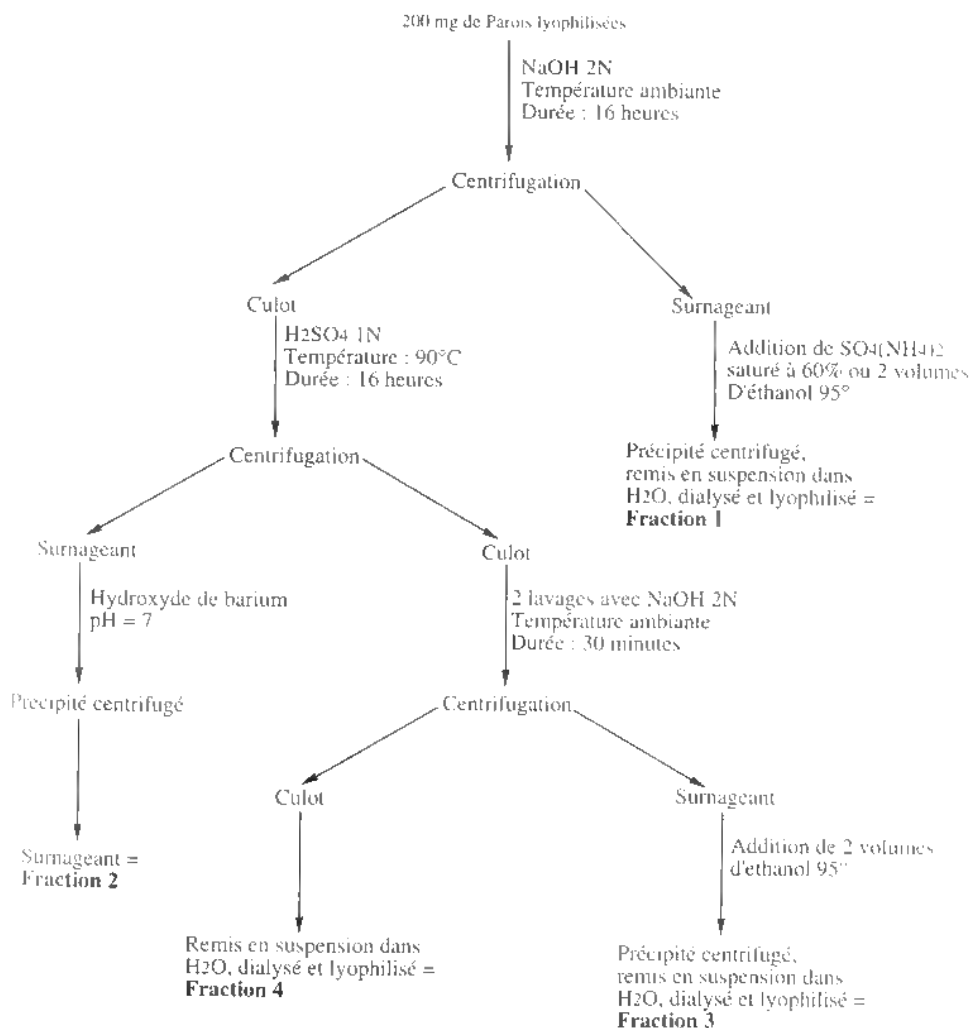 200 mg de Parois lyophilisées
NaOH 2N
Température ambiante
Durée : 16 heures
Centrifugation
Culot
Surnageant
H2SO4 1N
Température : 90°C
Durée : 16 heures
Addition de SO4(NH4)2
saturé à 60% ou 2 volumes
D'éthanol 95°
Centrifugation
Précipité centrifugé,
remis en suspension dans
H2O, dialysé et lyophilisé =
Fraction 1
Surnageant
Culot
Hydroxyde de barium
pH = 7
2 lavages avec NaOH 2N
Température ambiante
Durée : 30 minutes
Précipité centrifugé
Centrifugation
Culot
Surnageant
Surnageant =
Fraction 2
Addition de 2 volumes
d'ethanol 95°
Remis en suspension dans
H2O, dialysé et lyophilisé =
Fraction 4
Précipité centrifugé,
remis en suspension dans
H2O, dialysé et lyophilisé =
Fraction 3